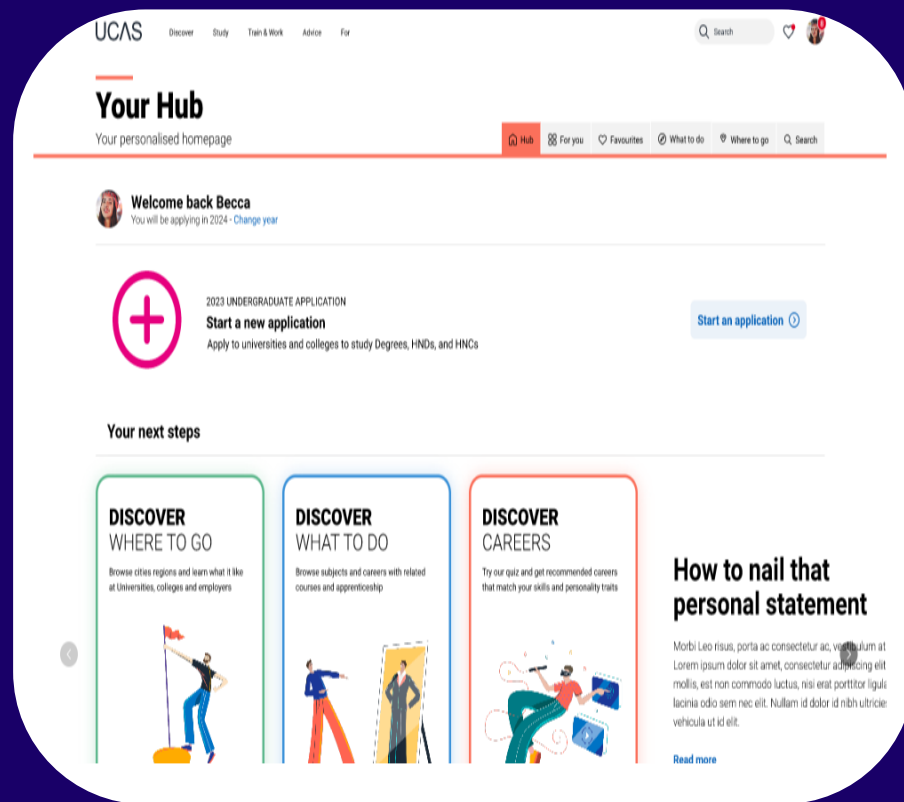 UCAS Discover Study Train & Work Advice For Search
Your Hub
Your personalised homepage
Hub For you Favourites What to do Where to go Search
Welcome back Becca
You will be applying in 2024 - Change year
2023 UNDERGRADUATE APPLICATION
Start a new application
Apply to universities and colleges to study Degrees, HNDs, and HNCs
Start an application
Your next steps
DISCOVER
WHERE TO GO
Browse cities regions and learn what it like
at Universities, colleges and employers
DISCOVER
WHAT TO DO
Browse subjects and careers with related
courses and apprenticeship
DISCOVER
CAREERS
Try our quiz and get recommended careers
that match your skills and personality traits
How to nail that
personal statement
Morbi Leo risus, porta ac consectetur ac, vestibulum at
Lorem ipsum dolor sit amet, consectetur adipiscing elit
mollis, est non commodo luctus, nisi erat porttitor ligula
lacinia odio sem nec elit. Nullam id dolor id nibh ultricies
vehicula ut id elit.
Read more